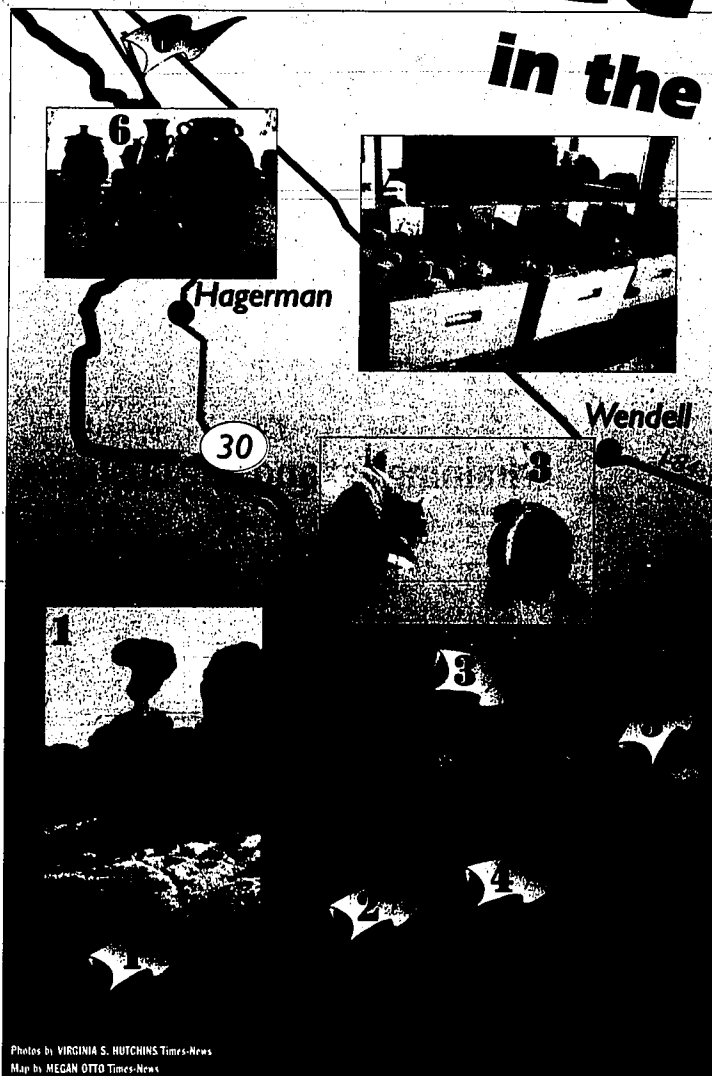 in the
6
Hagerman
Wendell
30
3
1
3
2
4
1
Photos by VIRGINIA S. HUTCHINS Times-News
Map by MEGAN OTTO Times-News